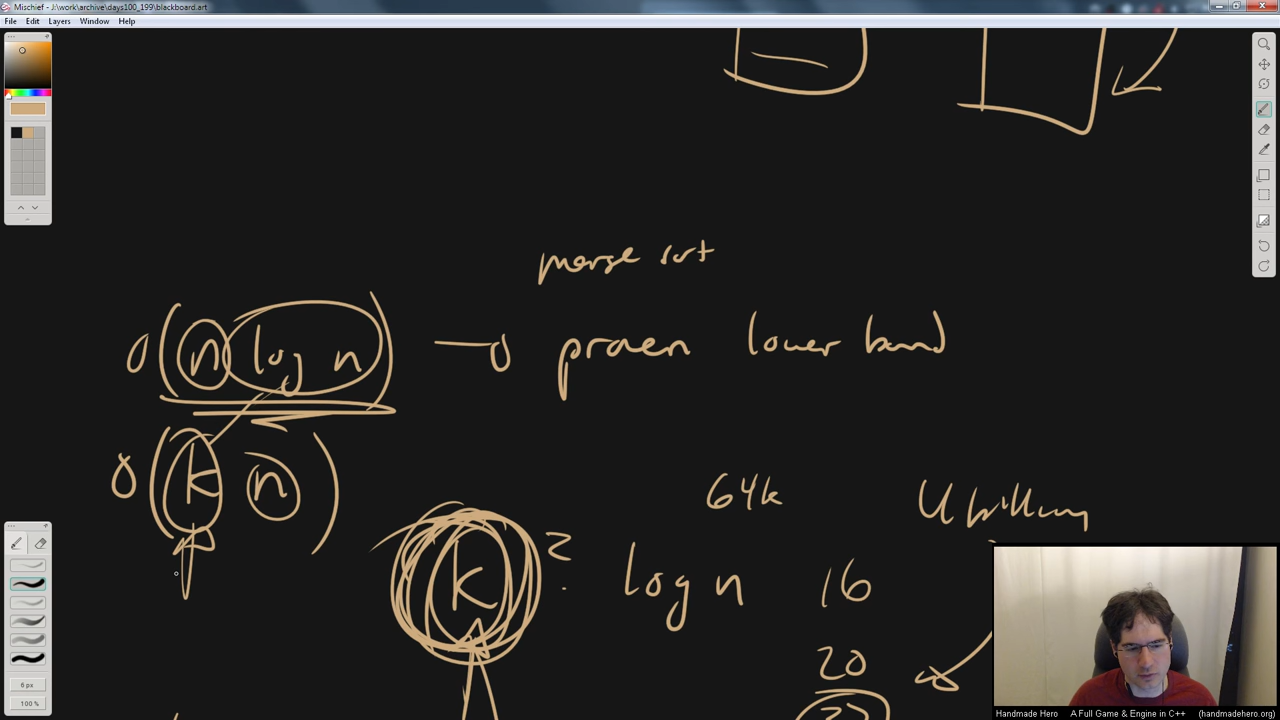 Mischief - J:\work\archive\days100_199\blackboard.art
File Edit Layers Window Help
merge sort
O(n log n) —o proven lower bound
O(k n)
64k
4 billion
k ? log n 16
20
32
6 px
100 %
Handmade Hero A Full Game & Engine in C++ (handmadehero.org)